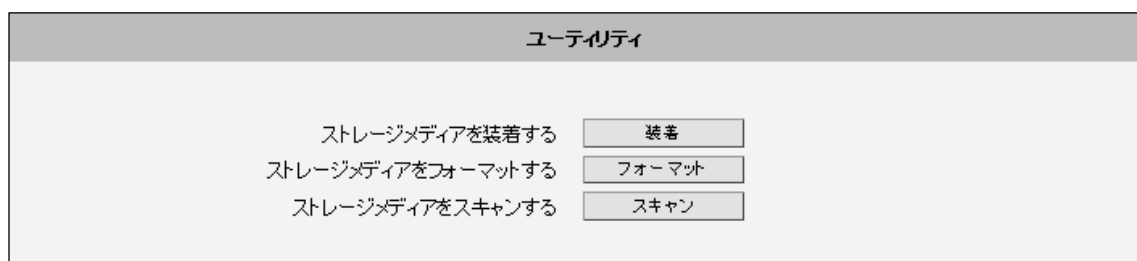 ユーティリティ
ストレージメディアを装着する 装着
ストレージメディアをフォーマットする フォーマット
ストレージメディアをスキャンする スキャン